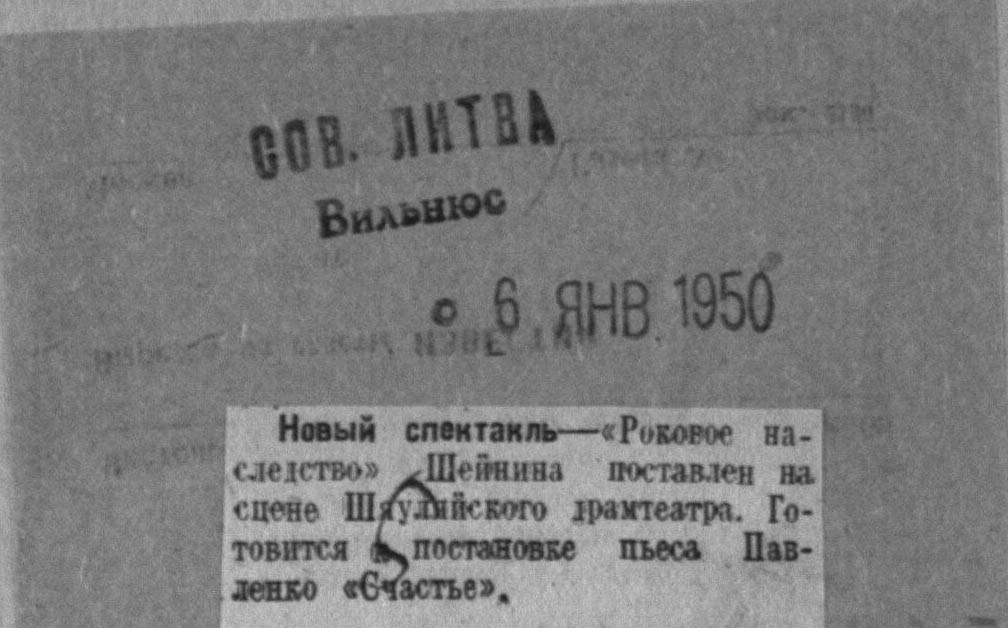 СОВ. ЛИТВА
Вильнюс
6 ЯНВ 1950
Новый спектакль—«Роковое на-
следство» Шейнина поставлен на
сцене Шяуляйского драмтеатра. Го-
товится к постановке пьеса Пав-
ленко «Счастье».